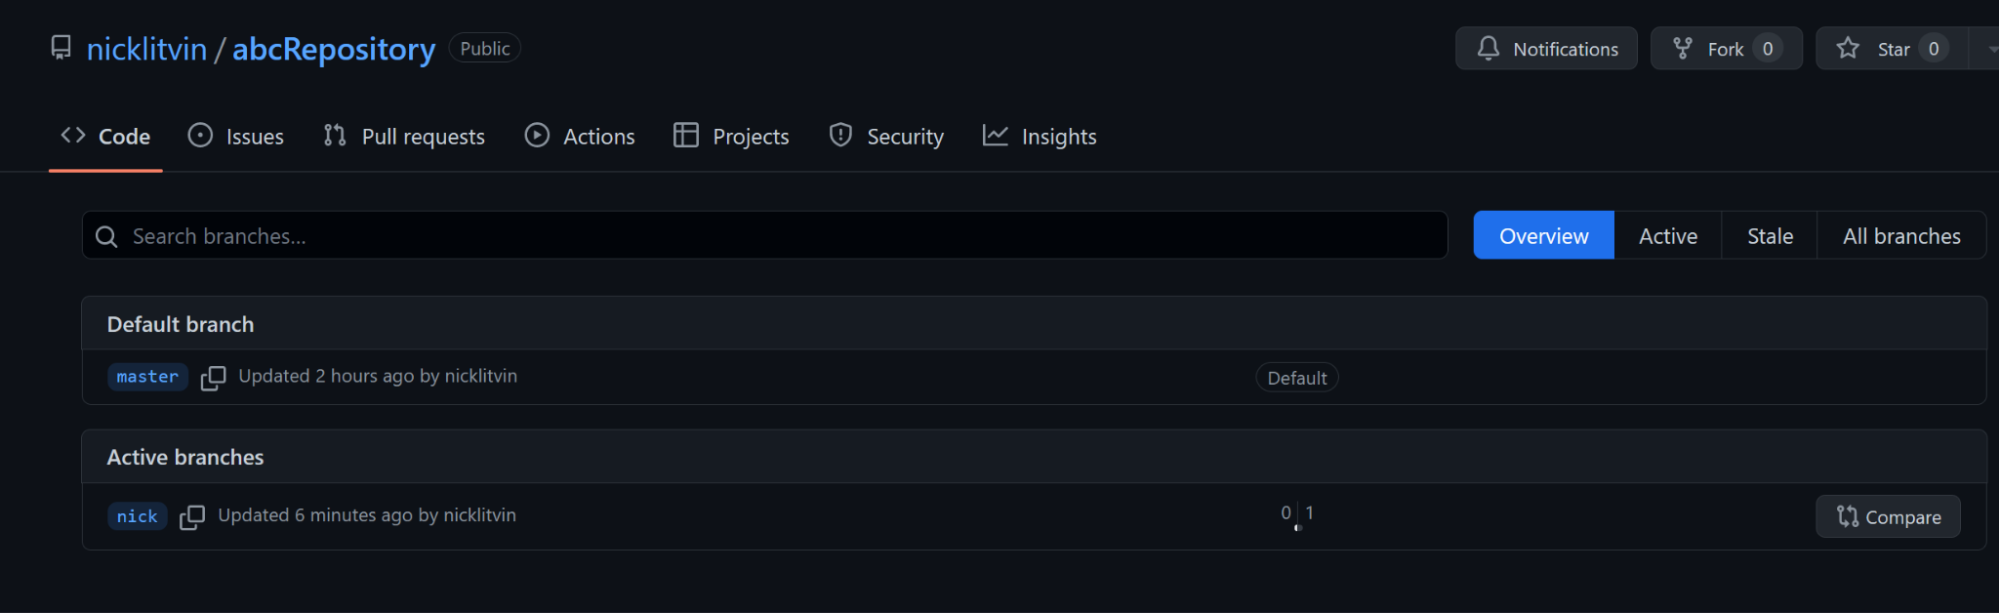 nicklitvin / abcRepository Public Notifications Fork 0 Star 0
Code Issues Pull requests Actions Projects Security Insights
Search branches... Overview Active Stale All branches
Default branch
master Updated 2 hours ago by nicklitvin Default
Active branches
nick Updated 6 minutes ago by nicklitvin 0 1 Compare